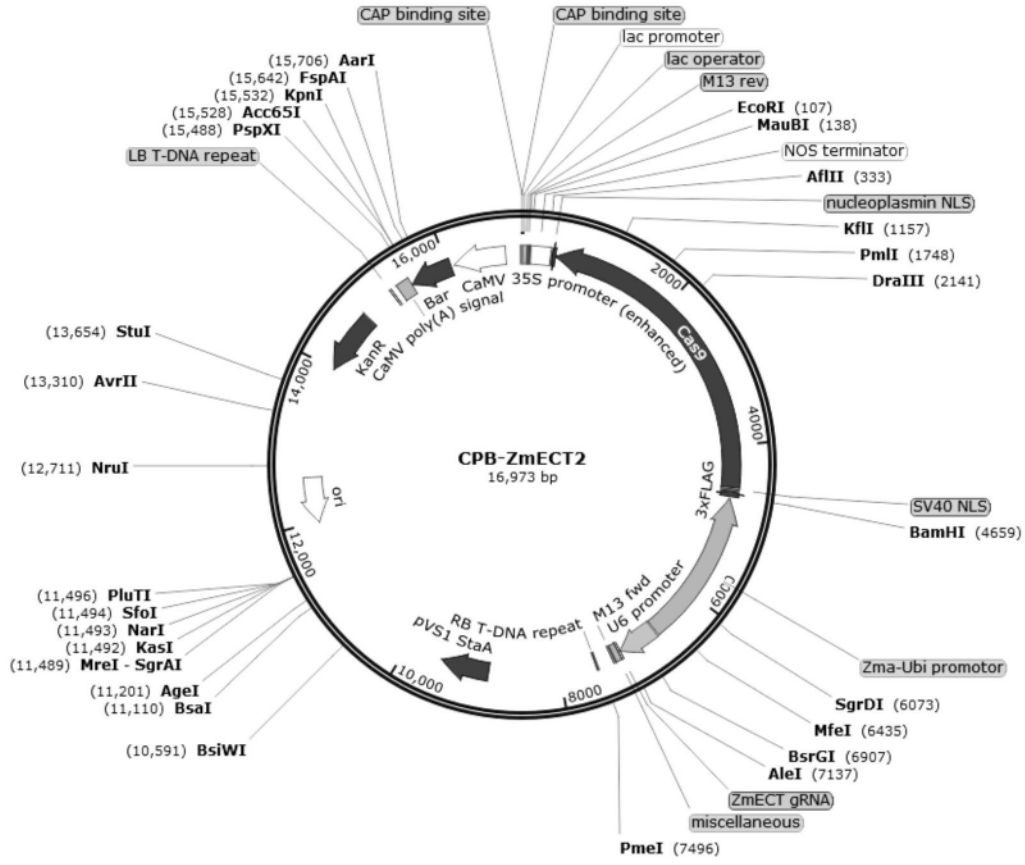 CAP binding site
CAP binding site
lac promoter
lac operator
M13 rev
EcoRI (107)
MauBI (138)
NOS terminator
AflII (333)
nucleoplasmin NLS
KflI (1157)
PmlI (1748)
DraIII (2141)
(15,706) AarI
(15,642) FspAI
(15,532) KpnI
(15,528) Acc65I
(15,488) PspXI
LB T-DNA repeat
16,000
2000
4000
6000
8000
10,000
12,000
14,000
CaMV 35S promoter (enhanced)
Bar
CaMV poly(A) signal
KanR
Cas9
(13,654) StuI
(13,310) AvrII
(12,711) NruI
CPB-ZmECT2
16,973 bp
ori
3xFLAG
SV40 NLS
BamHI (4659)
M13 fwd
U6 promoter
RB T-DNA repeat
pVS1 StaA
(11,496) PluTI
(11,494) SfoI
(11,493) NarI
(11,492) KasI
(11,489) MreI - SgrAI
(11,201) AgeI
(11,110) BsaI
(10,591) BsiWI
Zma-Ubi promotor
SgrDI (6073)
MfeI (6435)
BsrGI (6907)
AleI (7137)
ZmECT gRNA
miscellaneous
PmeI (7496)